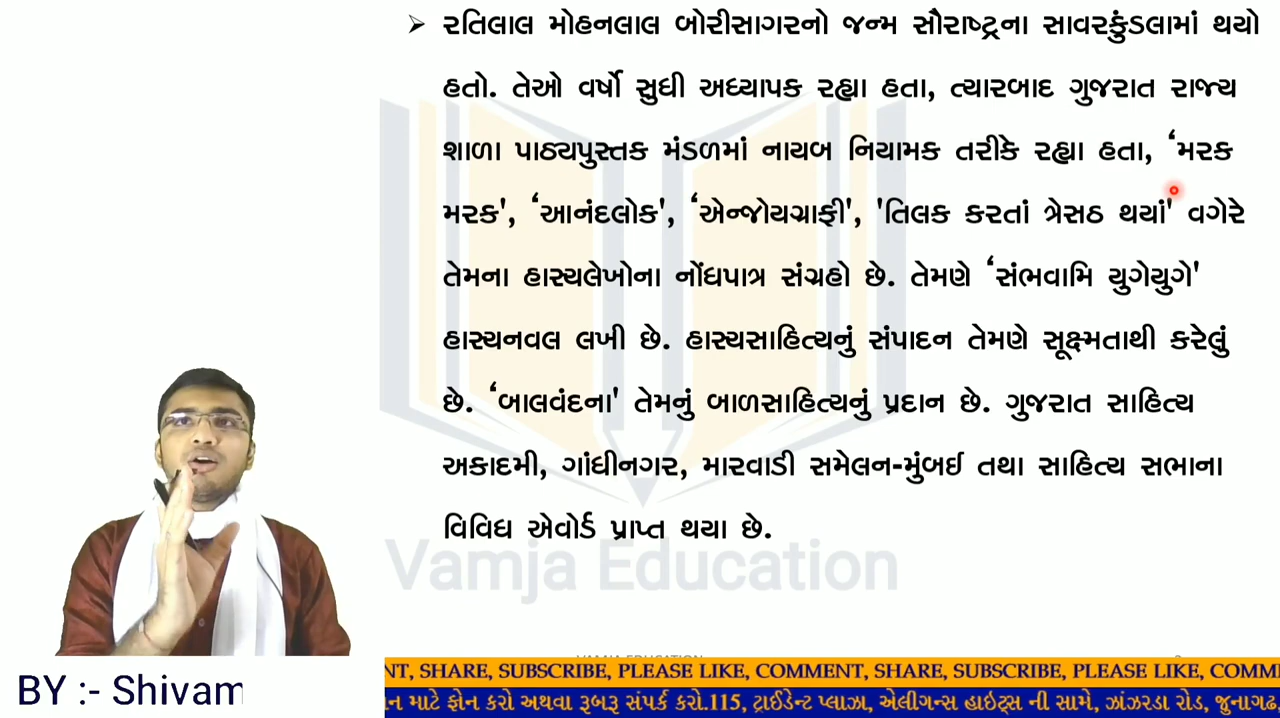 ➢ રતિલાલ મોહનલાલ બોરીસાગરનો જન્મ સૌરાષ્ટ્રના સાવરકુંડલામાં થયો
હતો. તેઓ વર્ષો સુધી અધ્યાપક રહ્યા હતા, ત્યારબાદ ગુજરાત રાજ્ય
શાળા પાઠ્યપુસ્તક મંડળમાં નાયબ નિયામક તરીકે રહ્યા હતા, ‘મરક
મરક', ‘આનંદલોક', ‘એન્જોયગ્રાફી', 'તિલક કરતાં ત્રેસઠ થયાં' વગેરે
તેમના હાસ્યલેખોના નોંધપાત્ર સંગ્રહો છે. તેમણે ‘સંભવામિ યુગેયુગે'
હાસ્યનવલ લખી છે. હાસ્યસાહિત્યનું સંપાદન તેમણે સૂક્ષ્મતાથી કરેલું
છે. ‘બાલવંદના' તેમનું બાળસાહિત્યનું પ્રદાન છે. ગુજરાત સાહિત્ય
અકાદમી, ગાંધીનગર, મારવાડી સમેલન-મુંબઈ તથા સાહિત્ય સભાના
વિવિધ એવોર્ડ પ્રાપ્ત થયા છે.
Vamja Education
BY :- Shivam
NT, SHARE, SUBSCRIBE, PLEASE LIKE, COMMENT, SHARE, SUBSCRIBE, PLEASE LIKE, COMM
ન માટે ફોન કરો અથવા રૂબરૂ સંપર્ક કરો.115, ટ્રાઈડેન્ટ પ્લાઝા, એલીગન્સ હાઇટ્સ ની સામે, ઝાંઝરડા રોડ, જુનાગઢ